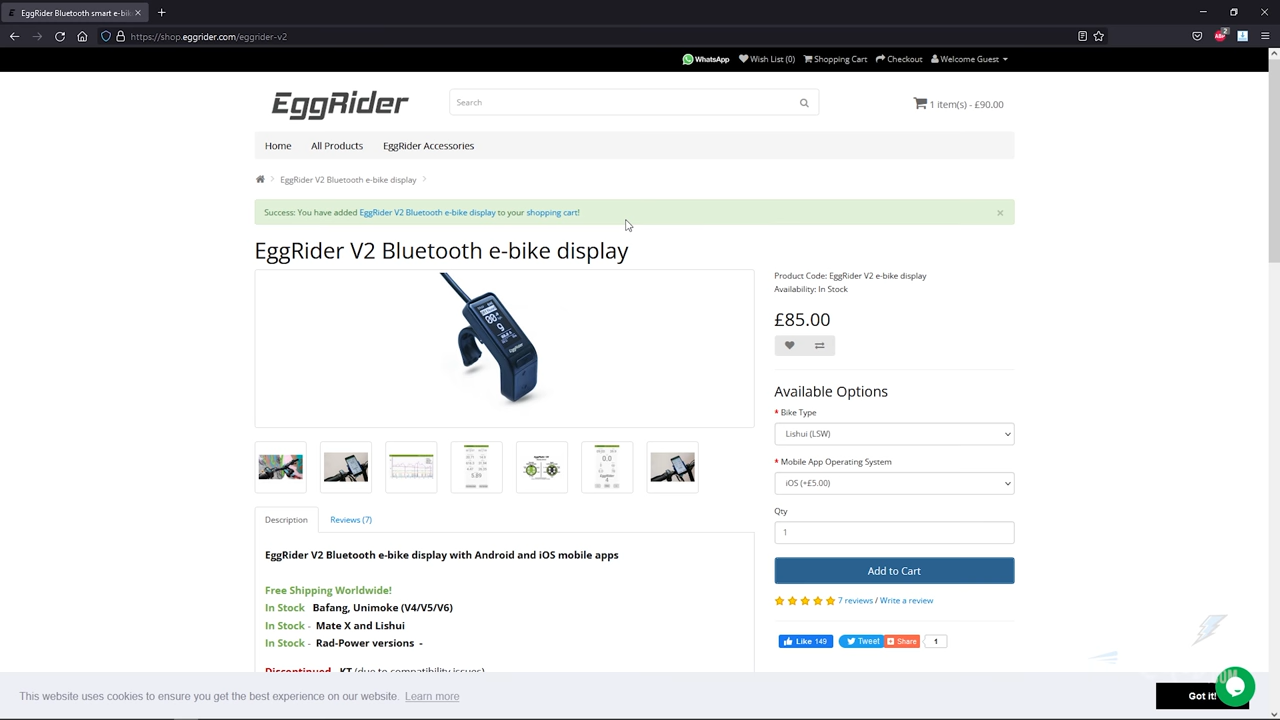 EggRider Bluetooth smart e-bik
https://shop.eggrider.com/eggrider-v2
WhatsApp Wish List (0) Shopping Cart Checkout Welcome Guest
EggRider
Search
1 item(s) - £90.00
Home All Products EggRider Accessories
EggRider V2 Bluetooth e-bike display
Success: You have added EggRider V2 Bluetooth e-bike display to your shopping cart! ×
EggRider V2 Bluetooth e-bike display
Product Code: EggRider V2 e-bike display
Availability: In Stock
£85.00
Available Options
* Bike Type
Lishui (LSW)
* Mobile App Operating System
iOS (+£5.00)
Qty
1
Add to Cart
7 reviews / Write a review
Like 149 Tweet Share 1
Description Reviews (7)
EggRider V2 Bluetooth e-bike display with Android and iOS mobile apps
Free Shipping Worldwide!
In Stock Bafang, Unimoke (V4/V5/V6)
In Stock - Mate X and Lishui
In Stock - Rad-Power versions -
Discontinued KT (due to compatibility issues)
This website uses cookies to ensure you get the best experience on our website. Learn more
Got it!